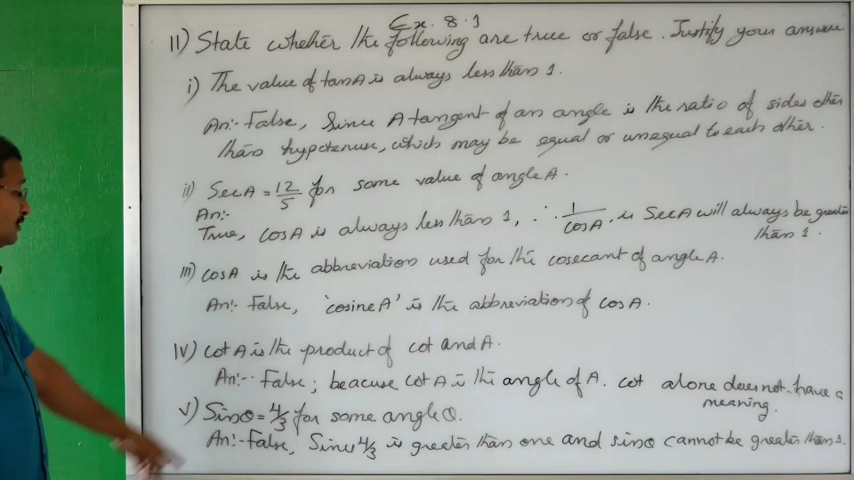 Ex. 8.1
11) State whether the following are true or false. Justify your answer
i) The value of tanA is always less than 1.
An:- False, Since A tangent of an angle is the ratio of sides other
than hypotenuse, which may be equal or unequal to each other.
ii) SecA = 12/5 for some value of angle A.
An:-
True, cosA is always less than 1, ∴ 1/cosA. is SecA will always be greater
than 1.
iii) cosA is the abbreviation used for the cosecant of angle A.
An:- False, 'cosine A' is the abbreviation of cosA.
iv) cot A is the product of cot and A.
An:- False; beacuse cot A is the angle of A. cot alone does not have a
meaning.
v) Sinθ = 4/3 for some angle θ.
An:- False, Since 4/3 is greater than one and sinθ cannot be greater than 1.